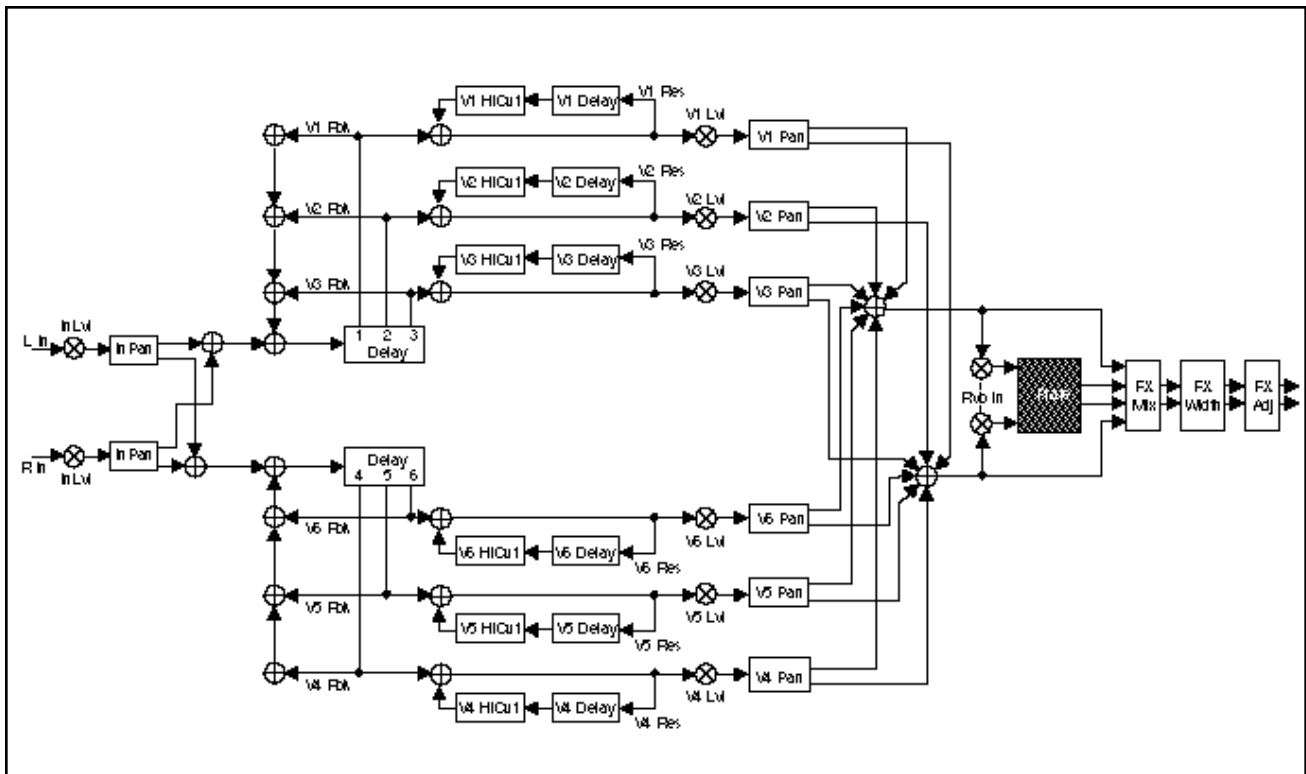 V1 HiCut
V1 Delay
V1 Res
V1 Lvl
V1 Fbk
V1 Pan
V2 HiCut
V2 Delay
V2 Res
V2 Lvl
V2 Fbk
V2 Pan
V3 HiCut
V3 Delay
V3 Res
V3 Lvl
V3 Fbk
V3 Pan
1 2 3
Delay
In Lvl
L In
In Pan
Rvb In
Plate
FX
Mix
FX
Width
FX
Adj
R In
In Pan
In Lvl
Delay
4 5 6
V6 Fbk
V6 HiCut
V6 Delay
V6 Res
V6 Lvl
V6 Pan
V5 Fbk
V5 HiCut
V5 Delay
V5 Res
V5 Lvl
V5 Pan
V4 Fbk
V4 HiCut
V4 Delay
V4 Res
V4 Lvl
V4 Pan